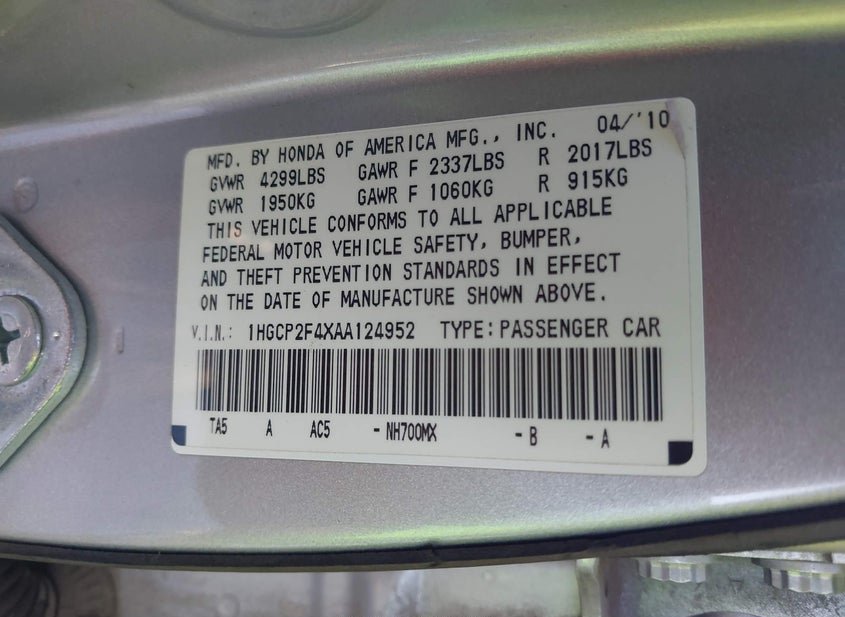 04/'10
MFD. BY HONDA OF AMERICA MFG., INC.
GVWR 4299LBS GAWR F 2337LBS R 2017LBS
GVWR 1950KG GAWR F 1060KG R 915KG
THIS VEHICLE CONFORMS TO ALL APPLICABLE
FEDERAL MOTOR VEHICLE SAFETY, BUMPER,
AND THEFT PREVENTION STANDARDS IN EFFECT
ON THE DATE OF MANUFACTURE SHOWN ABOVE.
V.I.N.: 1HGCP2F4XAA124952 TYPE:PASSENGER CAR
TA5 A AC5 -NH700MX -B -A